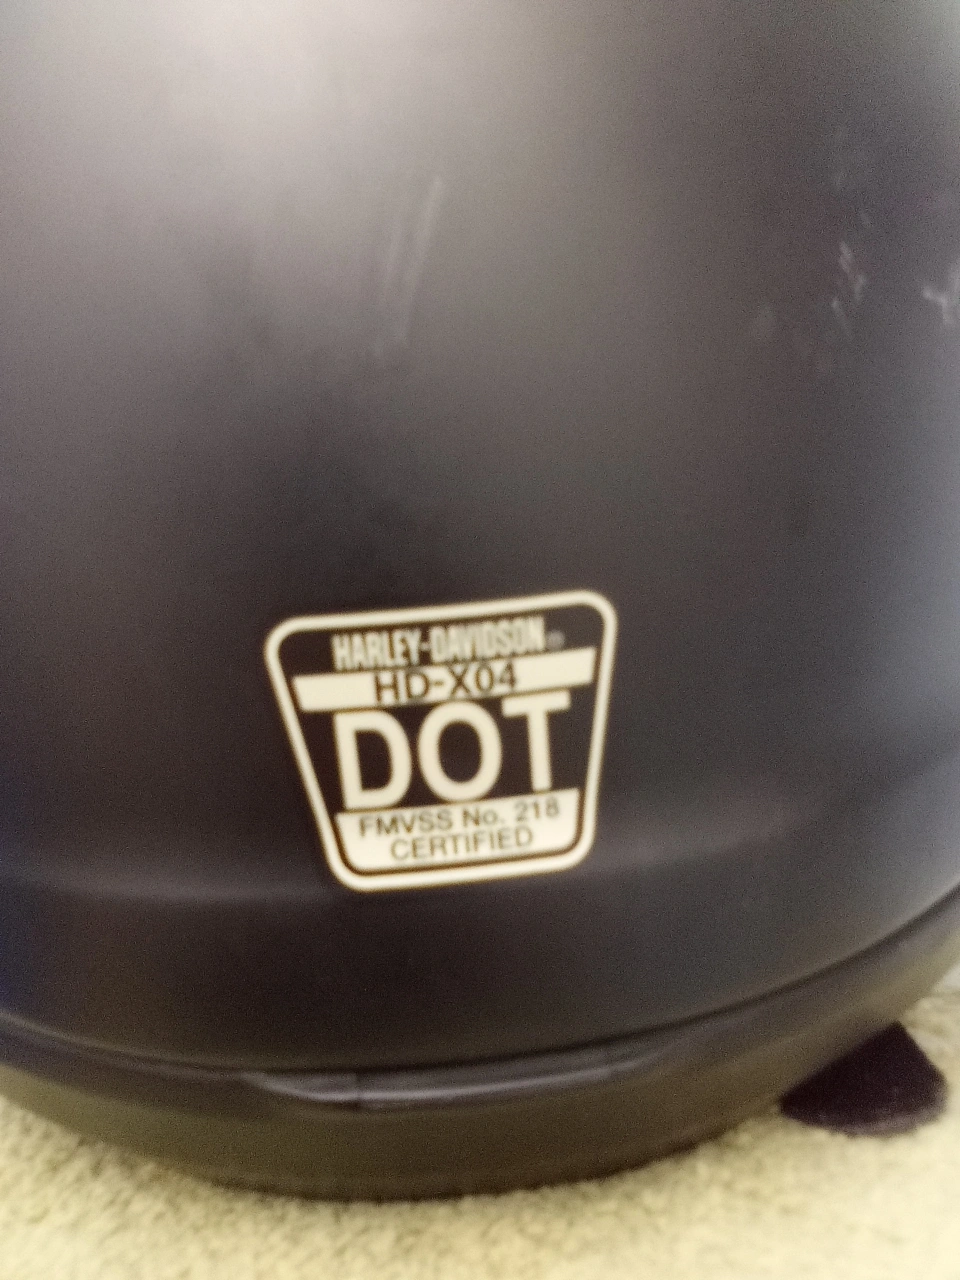 HARLEY-DAVIDSON®
HD-X04
DOT
FMVSS No. 218
CERTIFIED